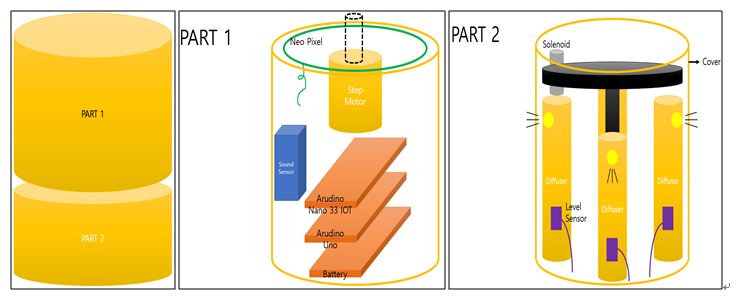 PART 1
PART 2
PART 1
Neo Pixel
Step
Motor
Sound
Sensor
Arudino
Nano 33 IOT
Arudino
Uno
Battery
PART 2
Solenoid
Cover
Diffuser
Diffuser
Diffuser
Level
Sensor